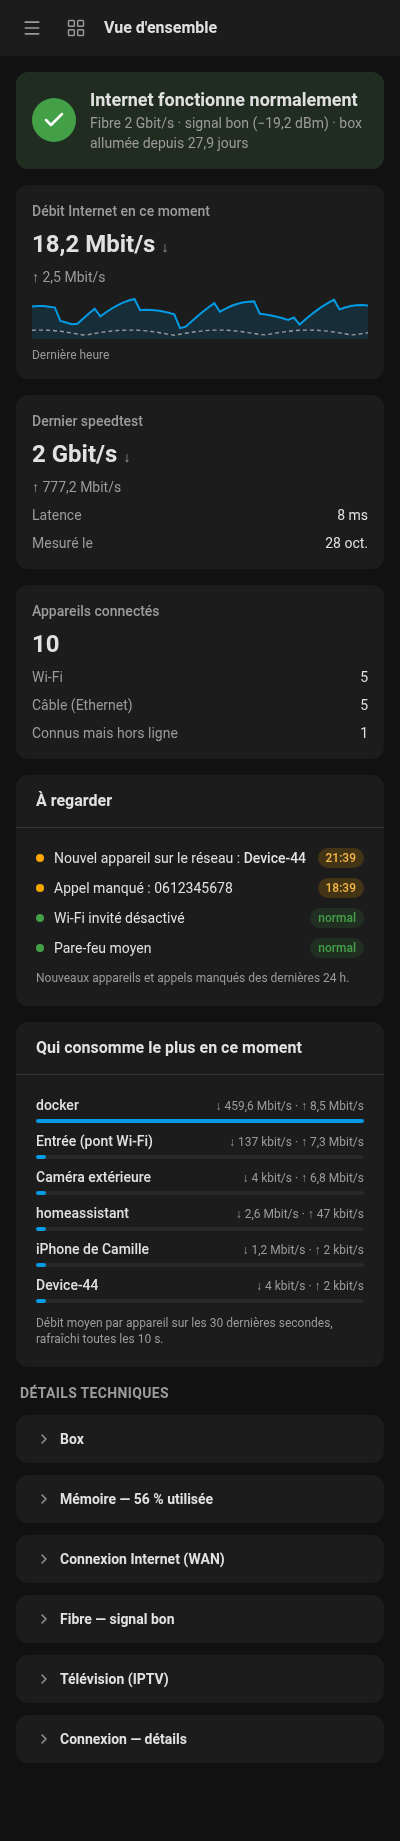 Vue d'ensemble
Internet fonctionne normalement
Fibre 2 Gbit/s · signal bon (−19,2 dBm) · box
allumée depuis 27,9 jours
Débit Internet en ce moment
18,2 Mbit/s ↓
↑ 2,5 Mbit/s
Dernière heure
Dernier speedtest
2 Gbit/s ↓
↑ 777,2 Mbit/s
Latence 8 ms
Mesuré le 28 oct.
Appareils connectés
10
Wi-Fi 5
Câble (Ethernet) 5
Connus mais hors ligne 1
À regarder
Nouvel appareil sur le réseau : Device-44 21:39
Appel manqué : 0612345678 18:39
Wi-Fi invité désactivé normal
Pare-feu moyen normal
Nouveaux appareils et appels manqués des dernières 24 h.
Qui consomme le plus en ce moment
docker ↓ 459,6 Mbit/s · ↑ 8,5 Mbit/s
Entrée (pont Wi-Fi) ↓ 137 kbit/s · ↑ 7,3 Mbit/s
Caméra extérieure ↓ 4 kbit/s · ↑ 6,8 Mbit/s
homeassistant ↓ 2,6 Mbit/s · ↑ 47 kbit/s
iPhone de Camille ↓ 1,2 Mbit/s · ↑ 2 kbit/s
Device-44 ↓ 4 kbit/s · ↑ 2 kbit/s
Débit moyen par appareil sur les 30 dernières secondes,
rafraîchi toutes les 10 s.
DÉTAILS TECHNIQUES
Box
Mémoire — 56 % utilisée
Connexion Internet (WAN)
Fibre — signal bon
Télévision (IPTV)
Connexion — détails